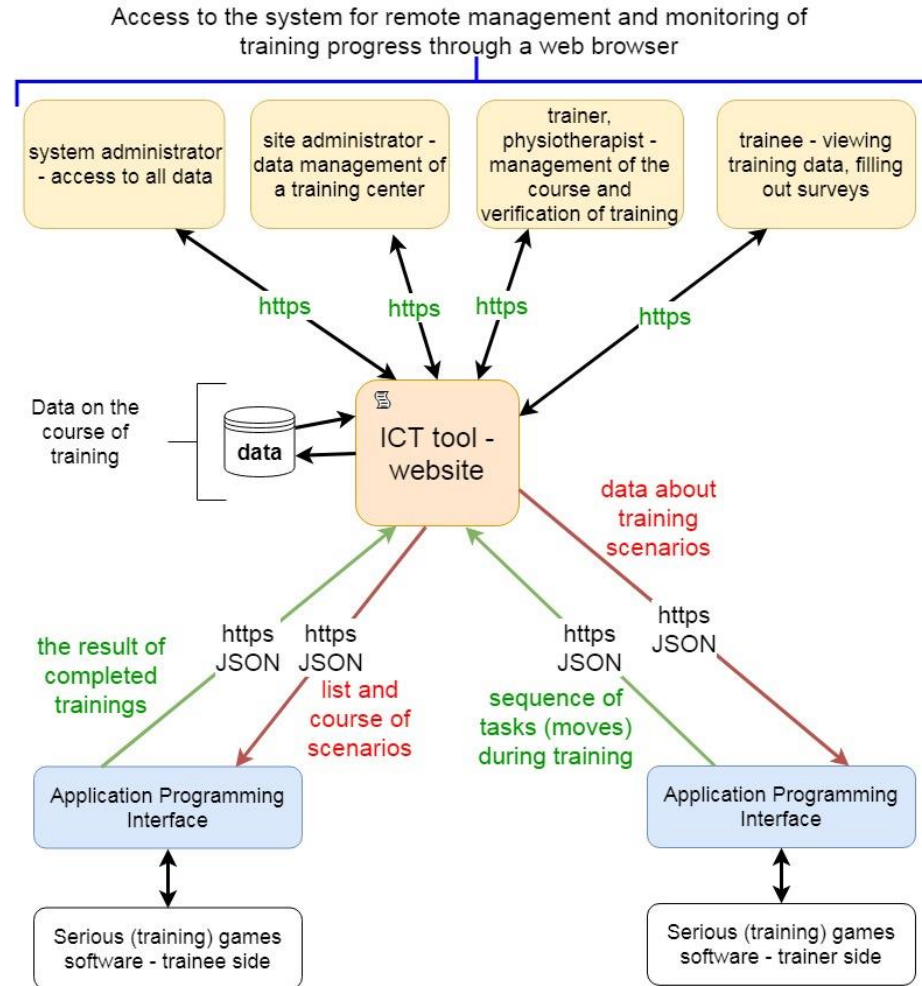 Access to the system for remote management and monitoring of
training progress through a web browser
system administrator
- access to all data
site administrator -
data management of
a training center
trainer,
physiotherapist -
management of the
course and
verification of training
trainee - viewing
training data, filling
out surveys
https
https
https
https
Data on the
course of
training
data
ICT tool -
website
data about
training
scenarios
the result of
completed
trainings
https
JSON
https
JSON
list and
course of
scenarios
https
JSON
sequence of
tasks (moves)
during training
https
JSON
Application Programming
Interface
Application Programming
Interface
Serious (training) games
software - trainee side
Serious (training) games
software - trainer side